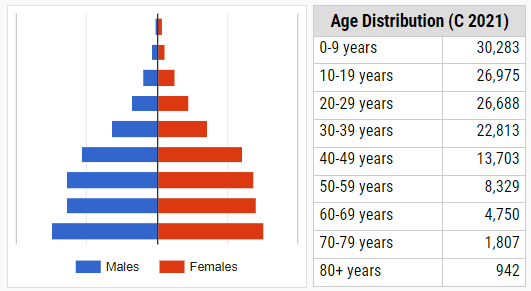 Males
Females
Age Distribution (C 2021)
0-9 years 30,283
10-19 years 26,975
20-29 years 26,688
30-39 years 22,813
40-49 years 13,703
50-59 years 8,329
60-69 years 4,750
70-79 years 1,807
80+ years 942